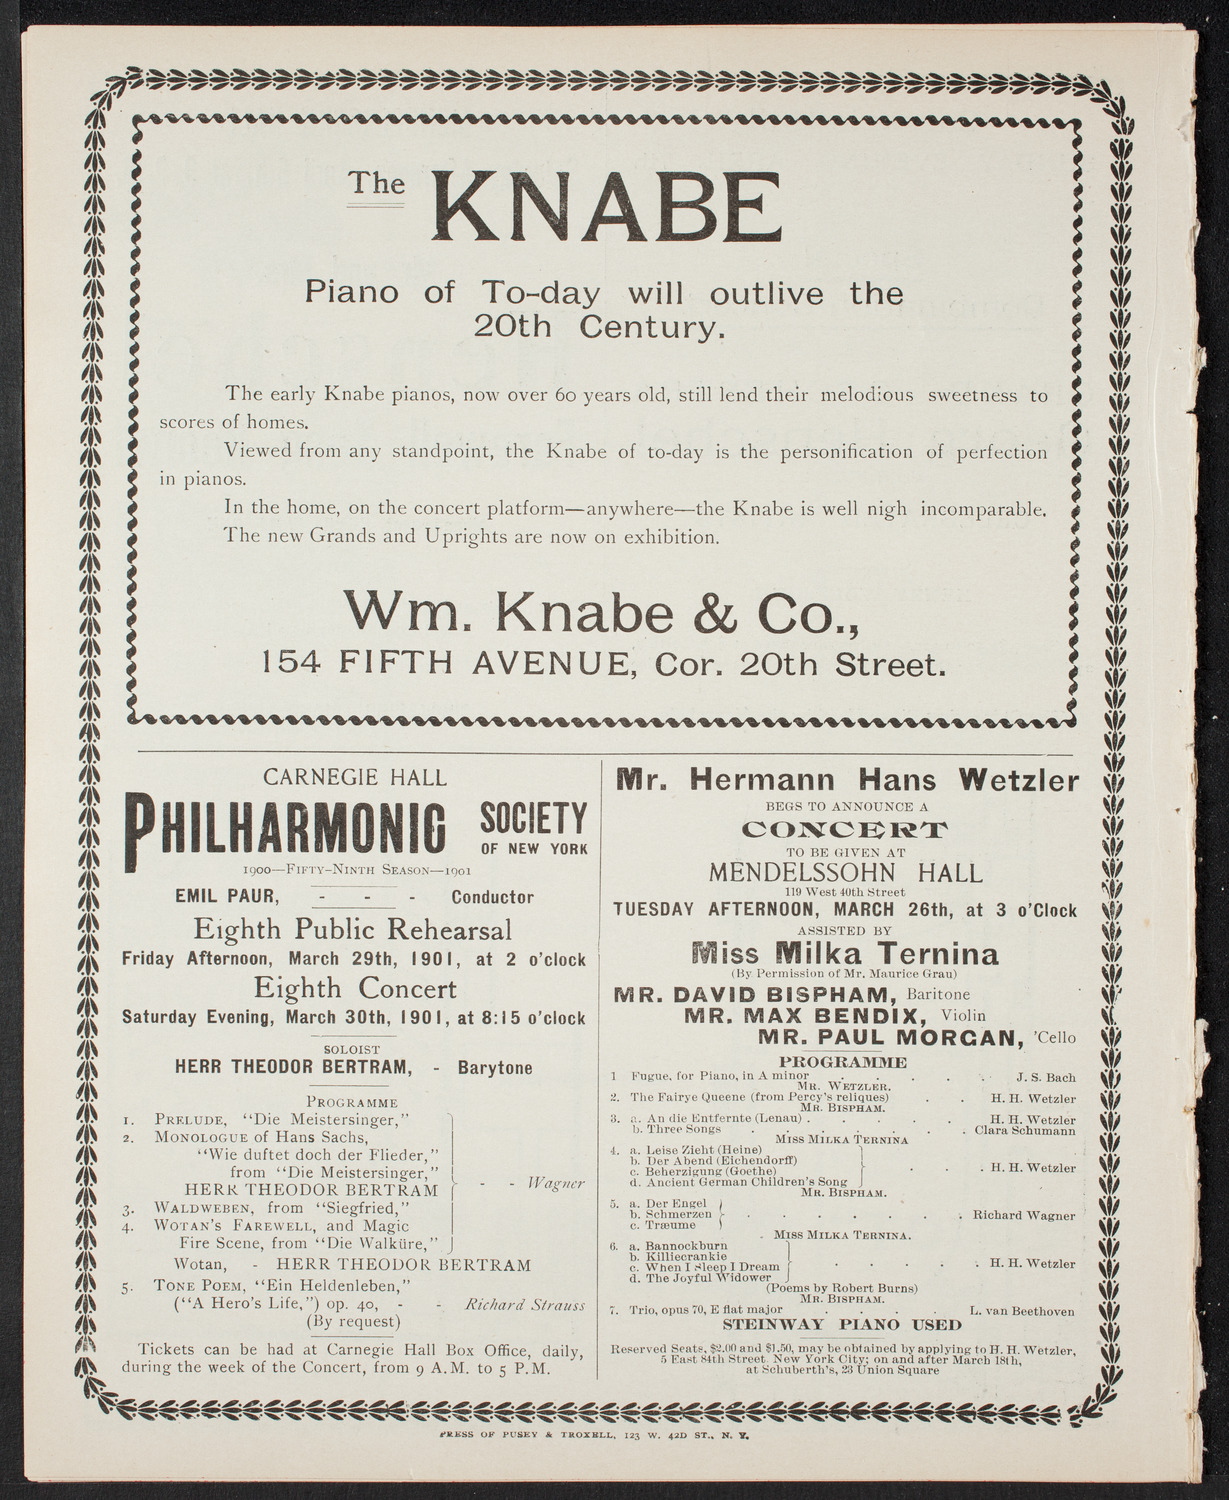 The KNABE
Piano of To-day will outlive the
20th Century.
The early Knabe pianos, now over 60 years old, still lend their melodious sweetness to
scores of homes.
Viewed from any standpoint, the Knabe of to-day is the personification of perfection
in pianos.
In the home, on the concert platform—anywhere—the Knabe is well nigh incomparable.
The new Grands and Uprights are now on exhibition.
Wm. Knabe & Co.,
154 FIFTH AVENUE, Cor. 20th Street.
CARNEGIE HALL
PHILHARMONIC SOCIETY
OF NEW YORK
1900—FIFTY-NINTH SEASON—1901
EMIL PAUR, - - - Conductor
Eighth Public Rehearsal
Friday Afternoon, March 29th, 1901, at 2 o'clock
Eighth Concert
Saturday Evening, March 30th, 1901, at 8:15 o'clock
SOLOIST
HERR THEODOR BERTRAM, - Barytone
PROGRAMME
1. PRELUDE, "Die Meistersinger,"
2. MONOLOGUE of Hans Sachs,
"Wie duftet doch der Flieder,"
from "Die Meistersinger,"
HERR THEODOR BERTRAM - - Wagner
3. WALDWEBEN, from "Siegfried,"
4. WOTAN'S FAREWELL, and Magic
Fire Scene, from "Die Walküre,"
Wotan, - HERR THEODOR BERTRAM
5. TONE POEM, "Ein Heldenleben,"
("A Hero's Life,") op. 40, - - Richard Strauss
(By request)
Tickets can be had at Carnegie Hall Box Office, daily,
during the week of the Concert, from 9 A.M. to 5 P.M.
Mr. Hermann Hans Wetzler
BEGS TO ANNOUNCE A
CONCERT
TO BE GIVEN AT
MENDELSSOHN HALL
119 West 40th Street
TUESDAY AFTERNOON, MARCH 26th, at 3 o'Clock
ASSISTED BY
Miss Milka Ternina
(By Permission of Mr. Maurice Grau)
MR. DAVID BISPHAM, Baritone
MR. MAX BENDIX, Violin
MR. PAUL MORGAN, 'Cello
PROGRAMME
1 Fugue, for Piano, in A minor . . . . . J. S. Bach
MR. WETZLER.
2. The Fairye Queene (from Percy's reliques) . . H. H. Wetzler
MR. BISPHAM.
3. a. An die Entfernte (Lenau) . . . . . H. H. Wetzler
b. Three Songs . . . . . . Clara Schumann
MISS MILKA TERNINA
4. a. Leise Zieht (Heine)
b. Der Abend (Eichendorff)
c. Beherzigung (Goethe) . . . H. H. Wetzler
d. Ancient German Children's Song
MR. BISPHAM.
5. a. Der Engel
b. Schmerzen . . . . . . . Richard Wagner
c. Træume
MISS MILKA TERNINA.
6. a. Bannockburn
b. Killiecrankie
c. When I Sleep I Dream . . . . . H. H. Wetzler
d. The Joyful Widower
(Poems by Robert Burns)
MR. BISPHAM.
7. Trio, opus 70, E flat major . . . . L. van Beethoven
STEINWAY PIANO USED
Reserved Seats, $2.00 and $1.50, may be obtained by applying to H. H. Wetzler,
5 East 84th Street, New York City; on and after March 18th,
at Schuberth's, 23 Union Square
PRESS OF PUSEY & TROXELL, 123 W. 42D ST., N. Y.